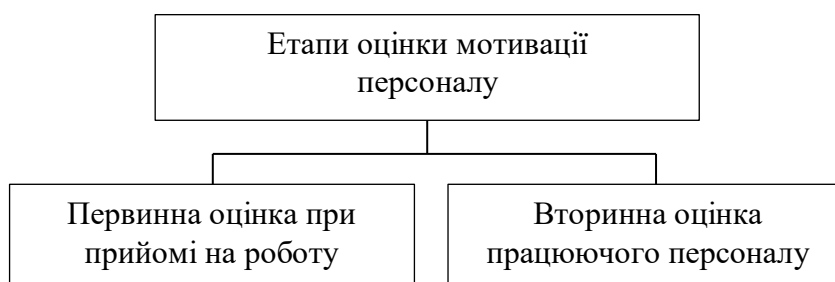 Етапи оцінки мотивації
персоналу
Первинна оцінка при
прийомі на роботу
Вторинна оцінка
працюючого персоналу